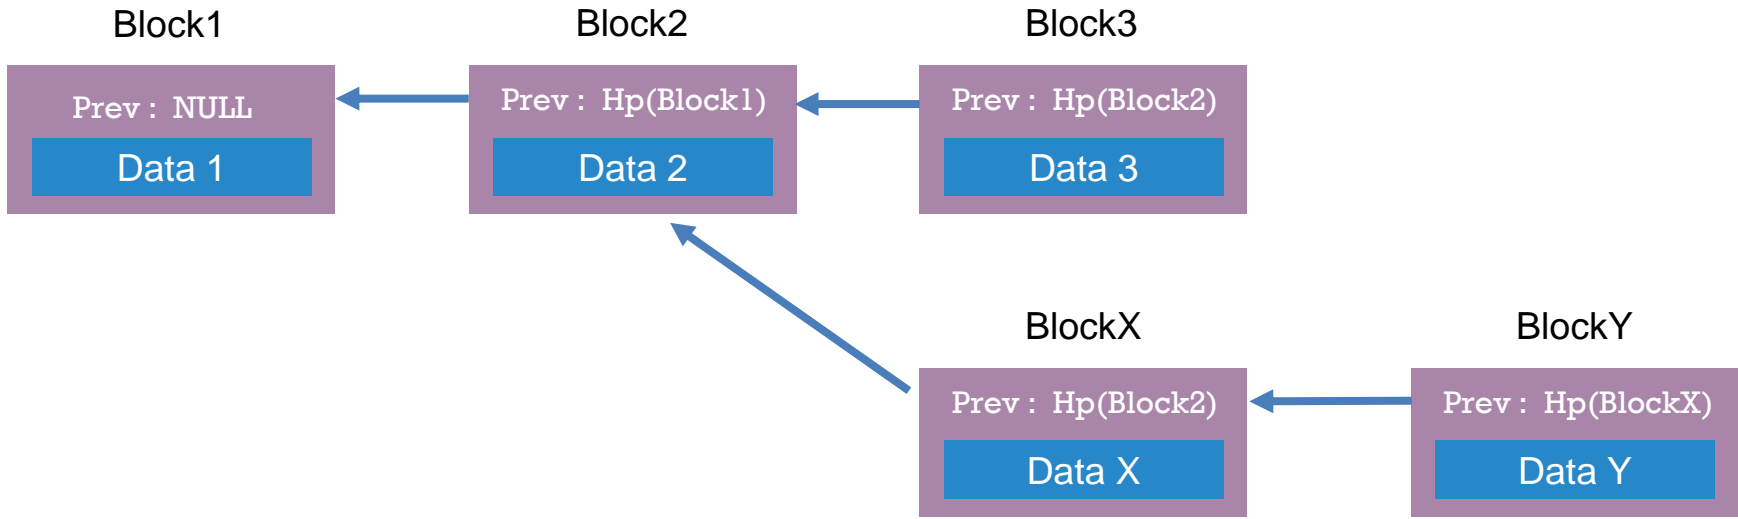 Block1
Block2
Block3
Prev : NULL
Prev : Hp(Block1)
Prev : Hp(Block2)
Data 1
Data 2
Data 3
BlockX
BlockY
Prev : Hp(Block2)
Prev : Hp(BlockX)
Data X
Data Y